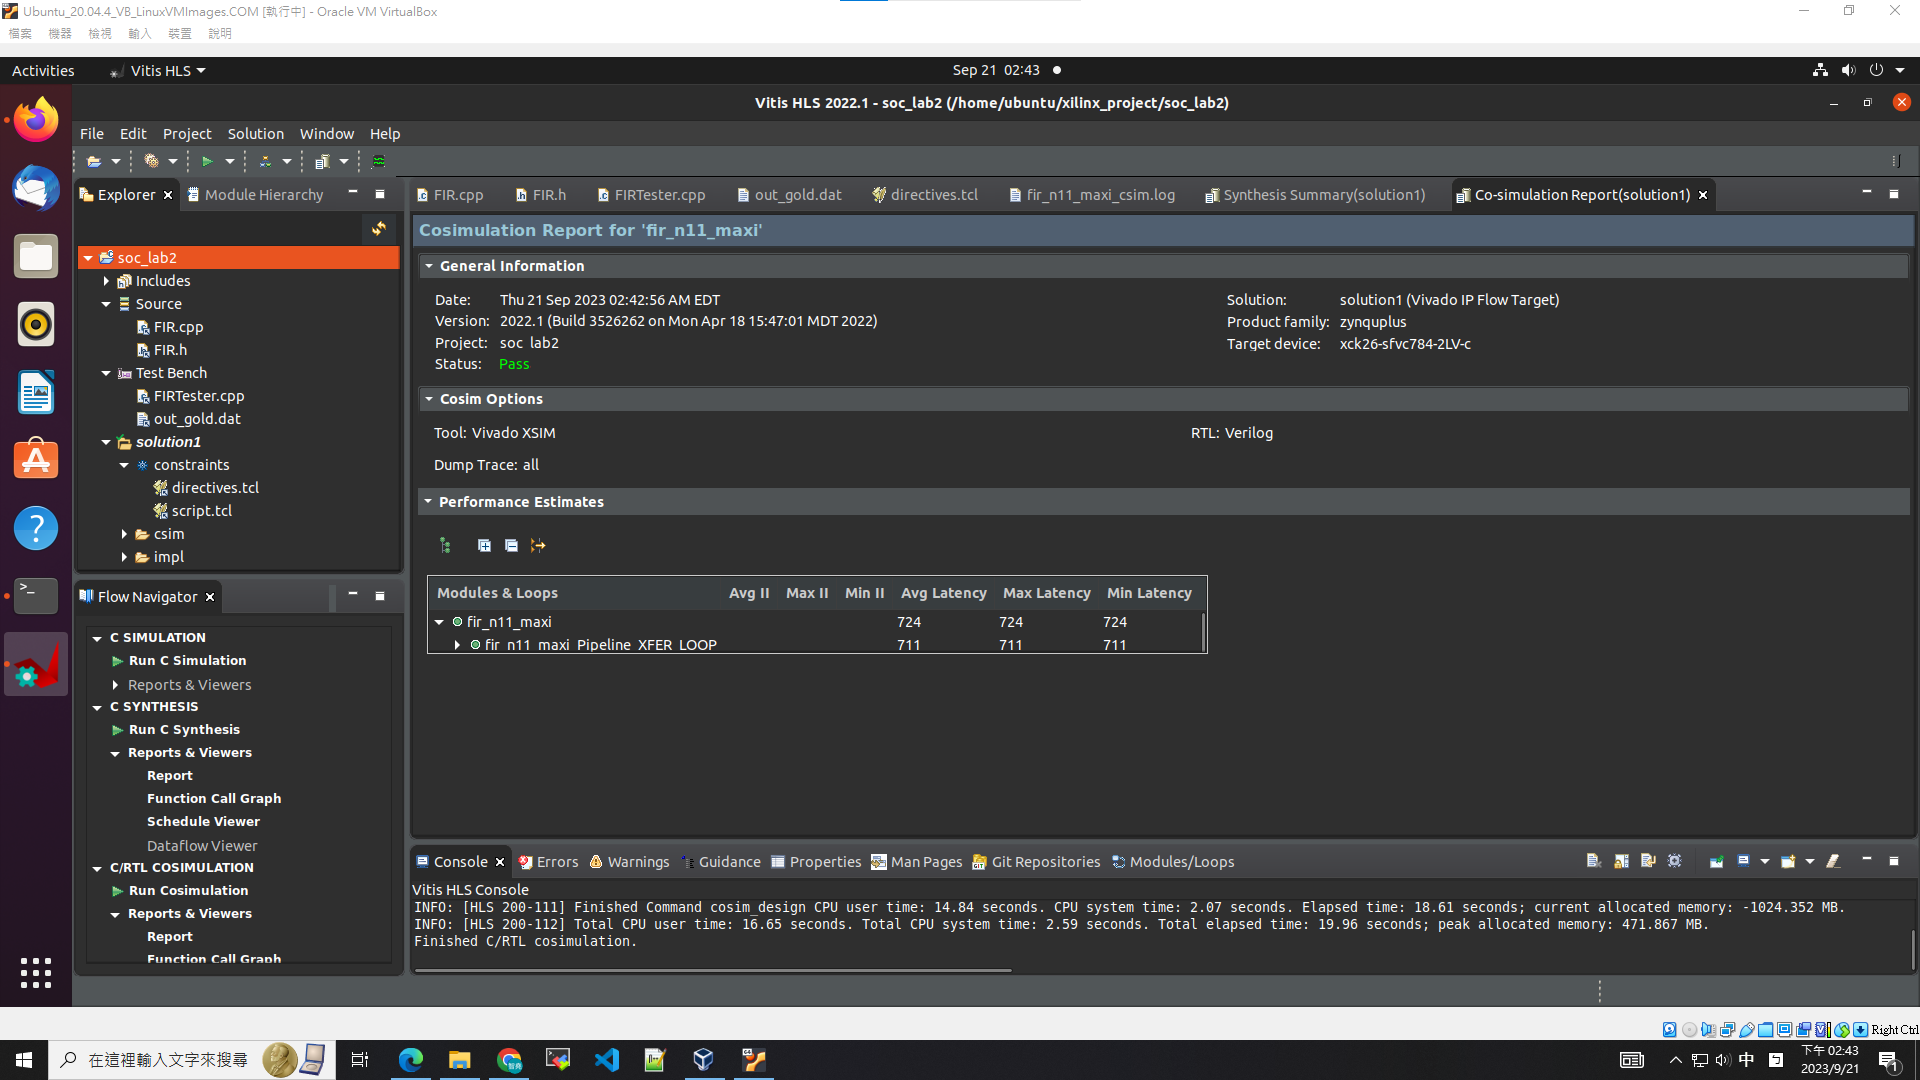 Ubuntu_20.04.4_VB_LinuxVMImages.COM [執行中] - Oracle VM VirtualBox
檔案 機器 檢視 輸入 裝置 說明
Activities Vitis HLS Sep 21 02:43
Vitis HLS 2022.1 - soc_lab2 (/home/ubuntu/xilinx_project/soc_lab2)
File Edit Project Solution Window Help
Explorer Module Hierarchy
soc_lab2
Includes
Source
FIR.cpp
FIR.h
Test Bench
FIRTester.cpp
out_gold.dat
solution1
constraints
directives.tcl
script.tcl
csim
impl
Flow Navigator
C SIMULATION
Run C Simulation
Reports & Viewers
C SYNTHESIS
Run C Synthesis
Reports & Viewers
Report
Function Call Graph
Schedule Viewer
Dataflow Viewer
C/RTL COSIMULATION
Run Cosimulation
Reports & Viewers
Report
Function Call Graph
FIR.cpp FIR.h FIRTester.cpp out_gold.dat directives.tcl fir_n11_maxi_csim.log Synthesis Summary(solution1) Co-simulation Report(solution1)
Cosimulation Report for 'fir_n11_maxi'
General Information
Date: Thu 21 Sep 2023 02:42:56 AM EDT
Version: 2022.1 (Build 3526262 on Mon Apr 18 15:47:01 MDT 2022)
Project: soc_lab2
Status: Pass
Solution: solution1 (Vivado IP Flow Target)
Product family: zynquplus
Target device: xck26-sfvc784-2LV-c
Cosim Options
Tool: Vivado XSIM RTL: Verilog
Dump Trace: all
Performance Estimates
Modules & Loops Avg II Max II Min II Avg Latency Max Latency Min Latency
fir_n11_maxi 724 724 724
fir_n11_maxi_Pipeline_XFER_LOOP 711 711 711
Console Errors Warnings Guidance Properties Man Pages Git Repositories Modules/Loops
Vitis HLS Console
INFO: [HLS 200-111] Finished Command cosim_design CPU user time: 14.84 seconds. CPU system time: 2.07 seconds. Elapsed time: 18.61 seconds; current allocated memory: -1024.352 MB.
INFO: [HLS 200-112] Total CPU user time: 16.65 seconds. Total CPU system time: 2.59 seconds. Total elapsed time: 19.96 seconds; peak allocated memory: 471.867 MB.
Finished C/RTL cosimulation.
Right Ctrl
在這裡輸入文字來搜尋
中
下午 02:43
2023/9/21
1